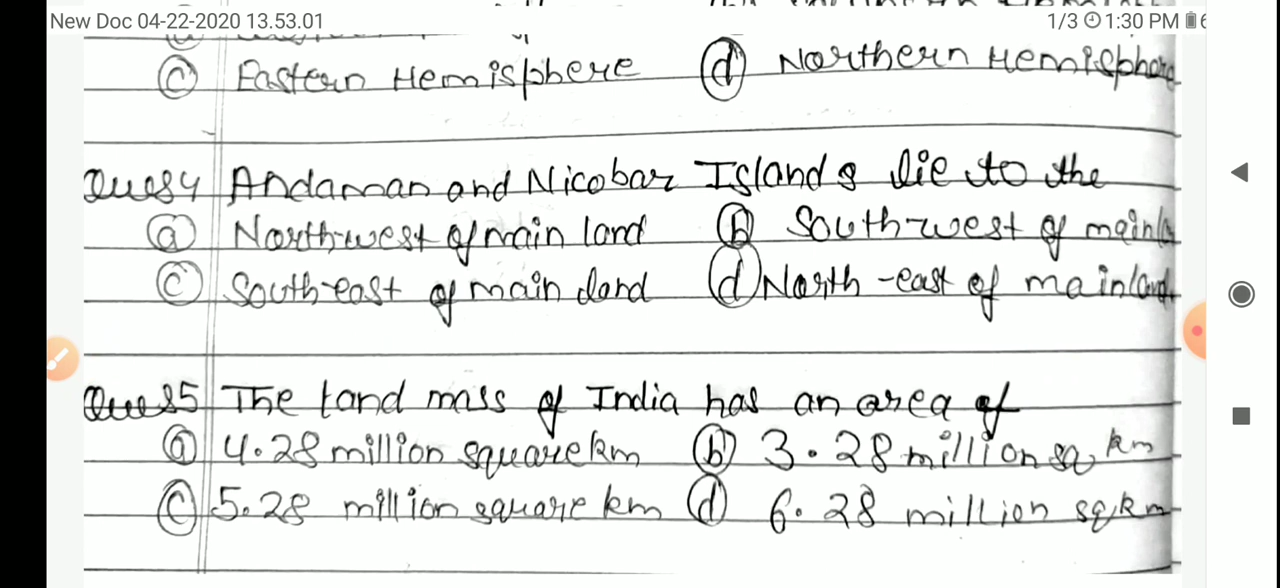 New Doc 04-22-2020 13.53.01
1/3 1:30 PM
(c) Eastern Hemisphere (d) Northern Hemisphere
Ques4 Andaman and Nicobar Islands lie to the
(a) North-west of main land (b) South-west of mainla
(c) South-east of main land (d) North-east of mainland.
Ques5 The land mass of India has an area of
(a) 4.28 million square km (b) 3.28 million sq km
(c) 5.28 million square km (d) 6.28 million sq km